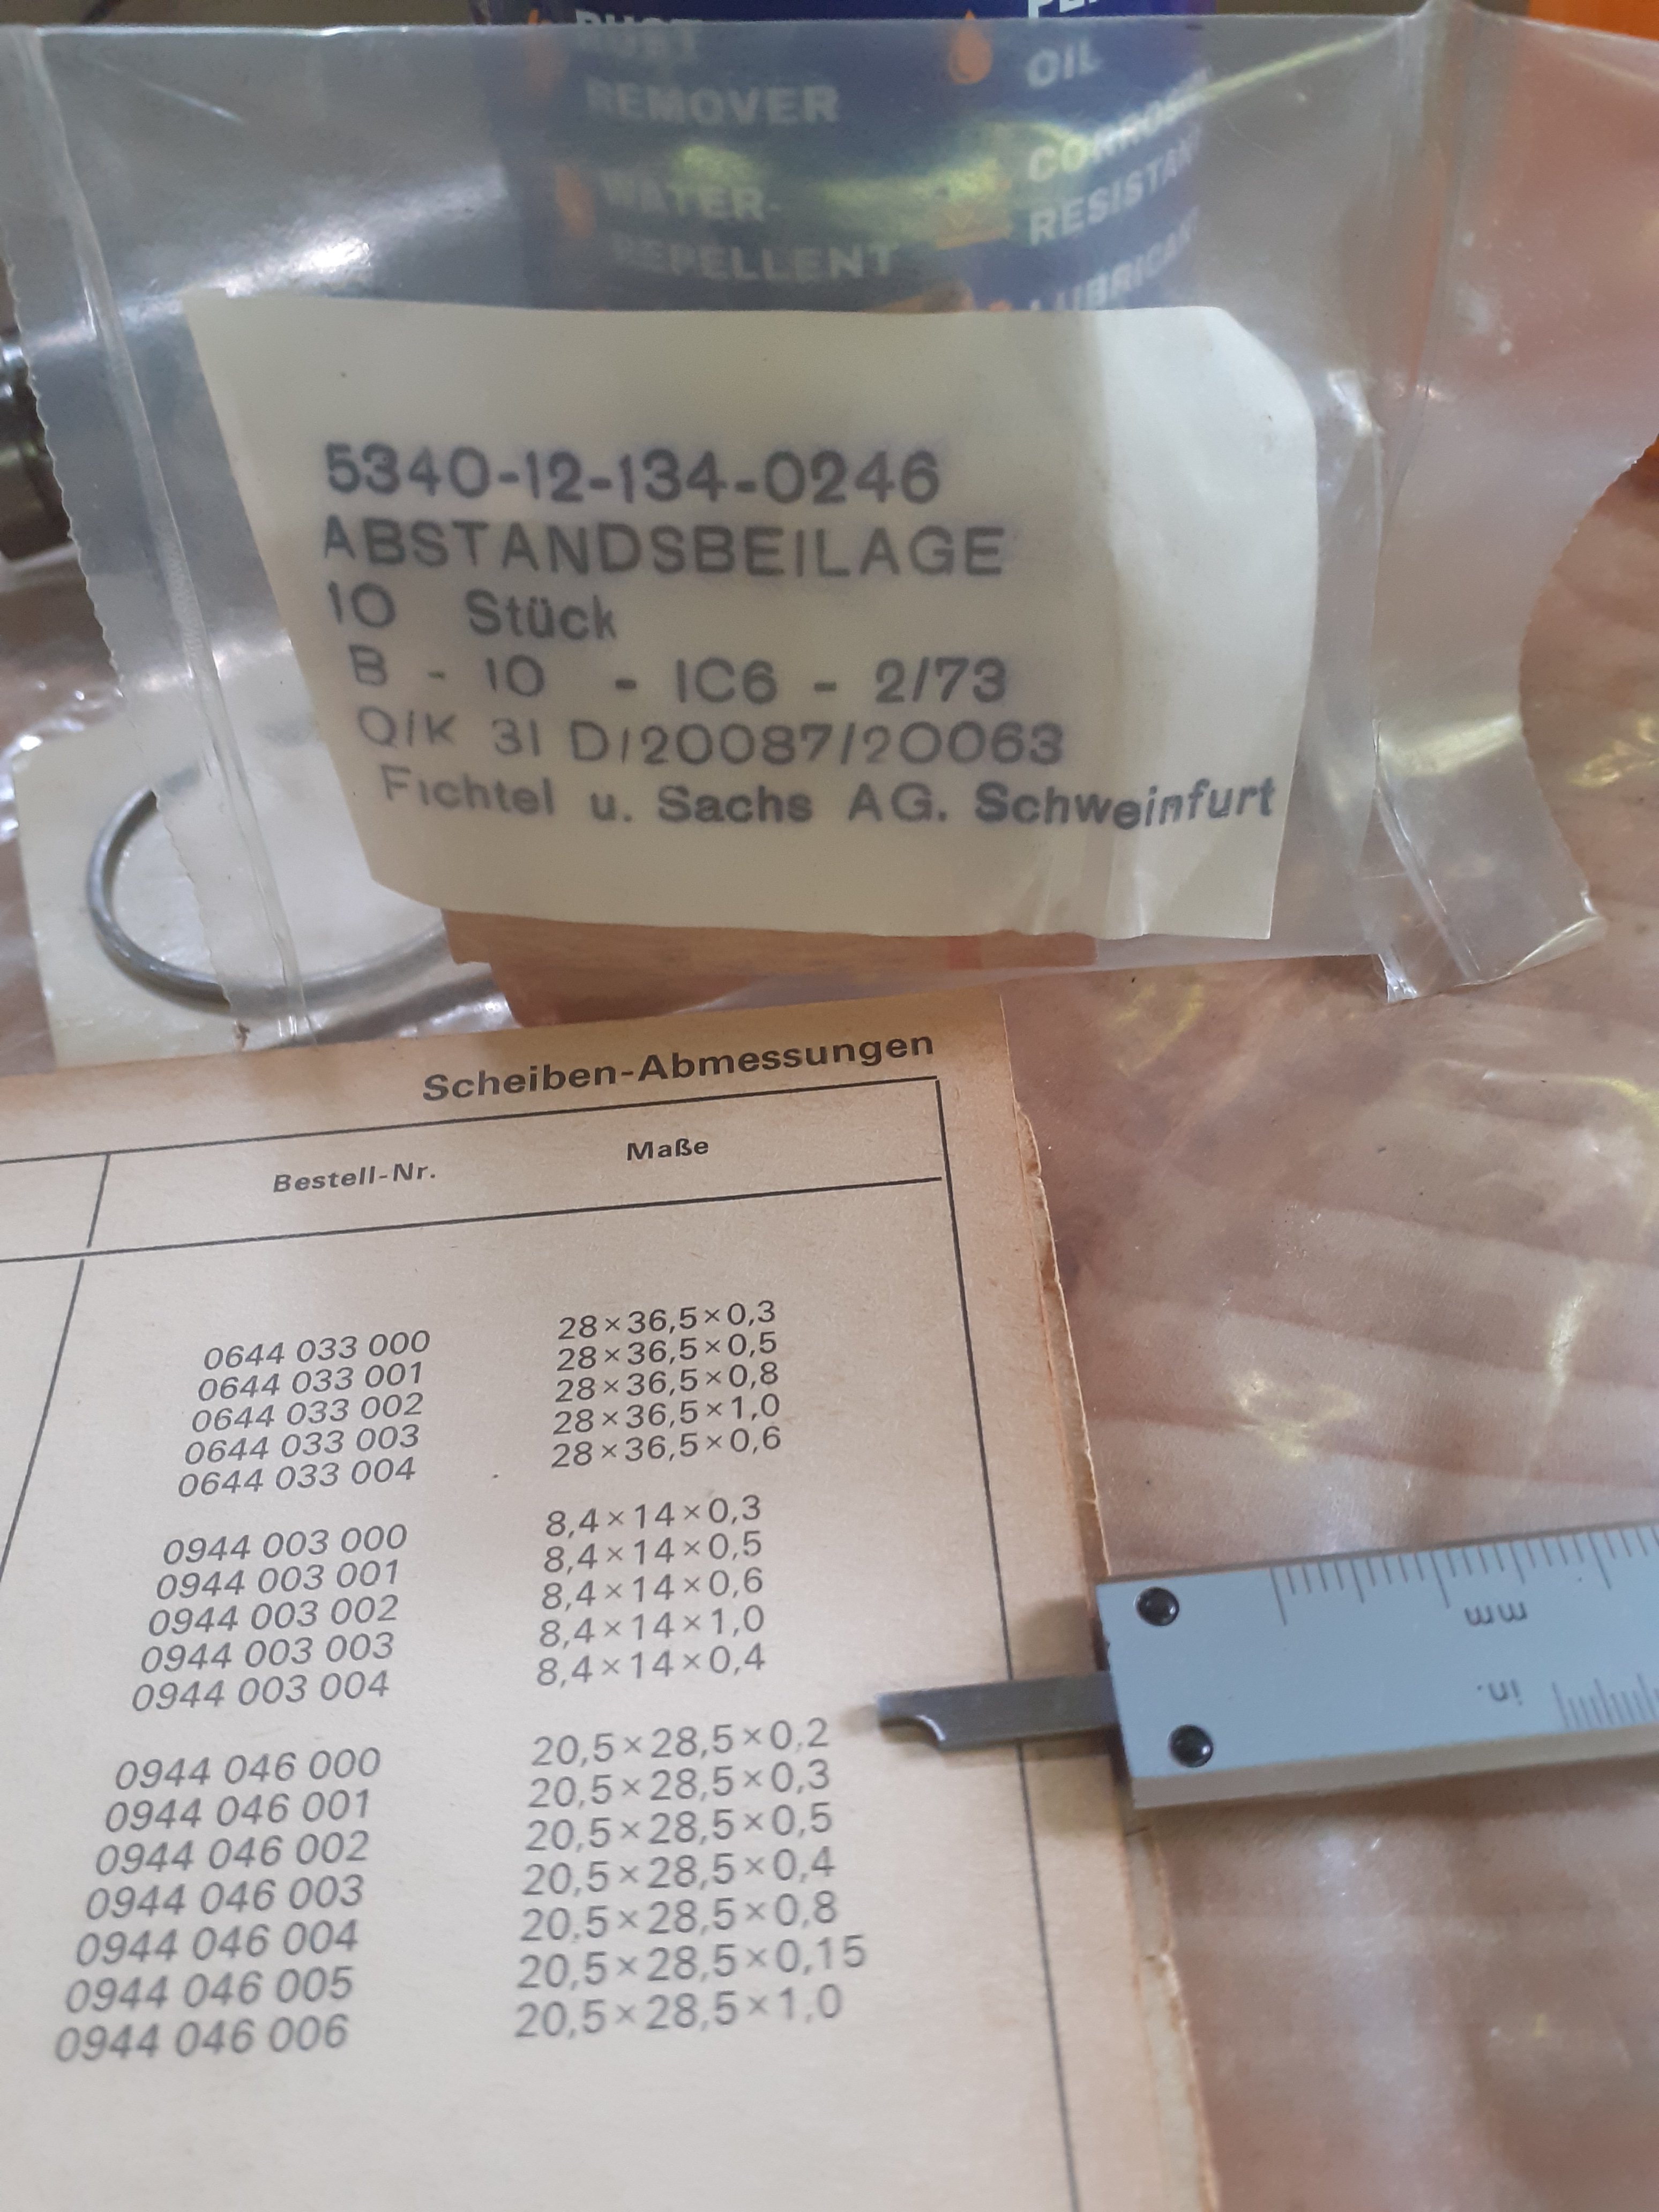 RUST
REMOVER
OIL
WATER-
REPELLENT
CORROSION
RESISTANT
LUBRICANT
5340-12-134-0246
ABSTANDSBEILAGE
10 Stück
B - 10 - IC6 - 2/73
Q/K 31 D/20087/20063
Fichtel u. Sachs AG. Schweinfurt
Scheiben-Abmessungen
Bestell-Nr. Maße
0644 033 000 28×36,5×0,3
0644 033 001 28×36,5×0,5
0644 033 002 28×36,5×0,8
0644 033 003 28×36,5×1,0
0644 033 004 28×36,5×0,6
0944 003 000 8,4×14×0,3
0944 003 001 8,4×14×0,5
0944 003 002 8,4×14×0,6
0944 003 003 8,4×14×1,0
0944 003 004 8,4×14×0,4
0944 046 000 20,5×28,5×0,2
0944 046 001 20,5×28,5×0,3
0944 046 002 20,5×28,5×0,5
0944 046 003 20,5×28,5×0,4
0944 046 004 20,5×28,5×0,8
0944 046 005 20,5×28,5×0,15
0944 046 006 20,5×28,5×1,0
mm
in.